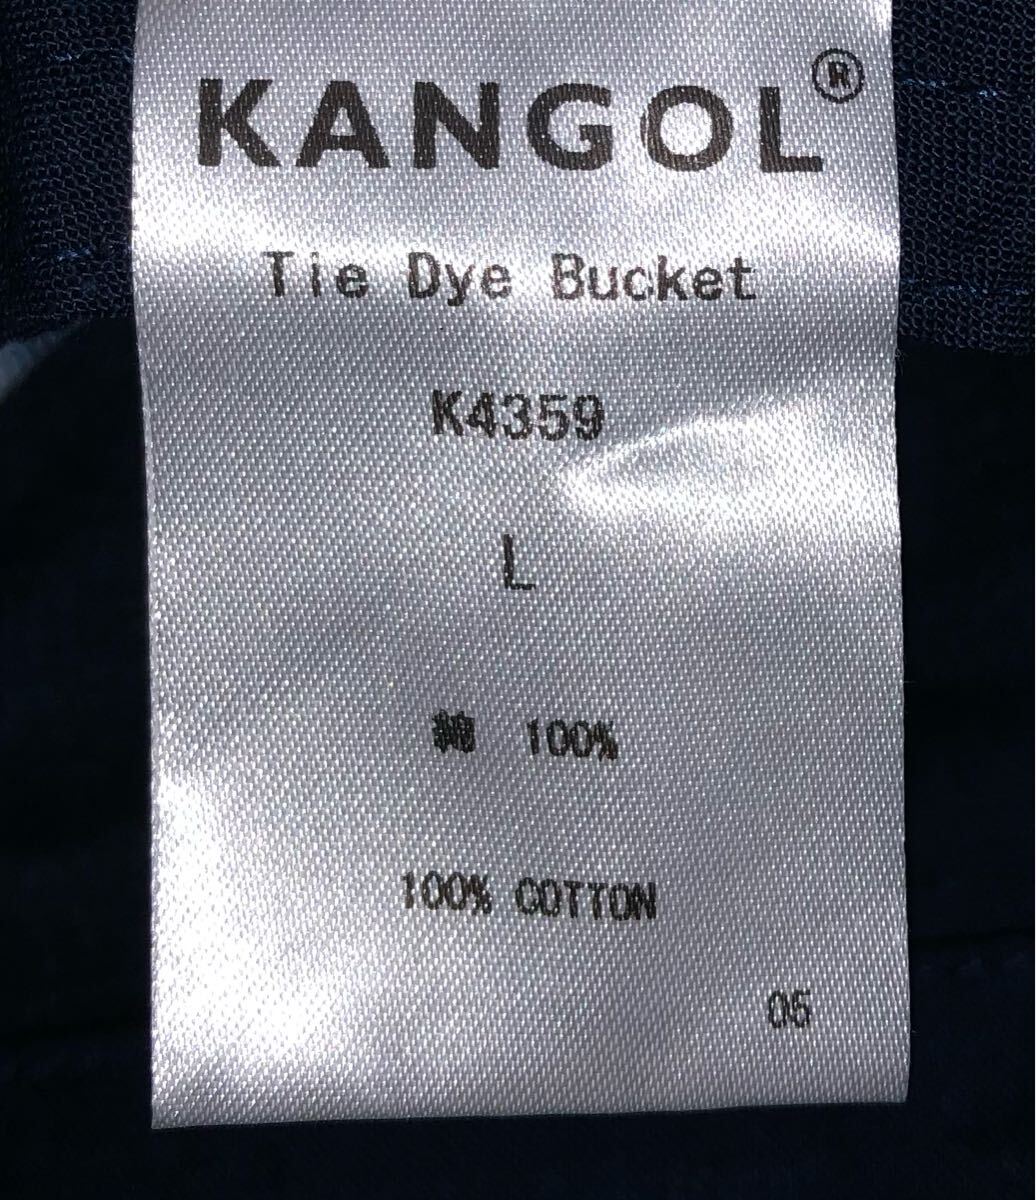 KANGOL®
Tie Dye Bucket
K4359
L
綿 100%
100% COTTON
05